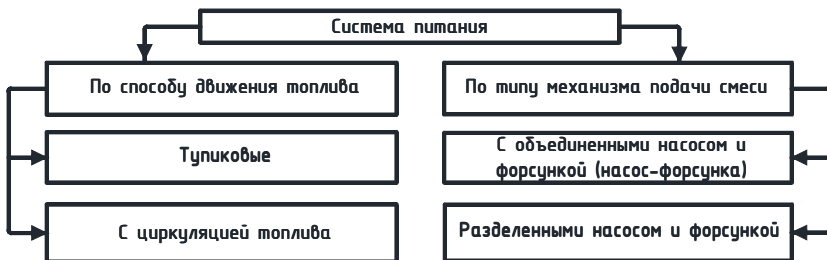 Система питания
По способу движения топлива
По типу механизма подачи смеси
Тупиковые
С объединенными насосом и
форсункой (насос-форсунка)
С циркуляцией топлива
Разделенными насосом и форсункой